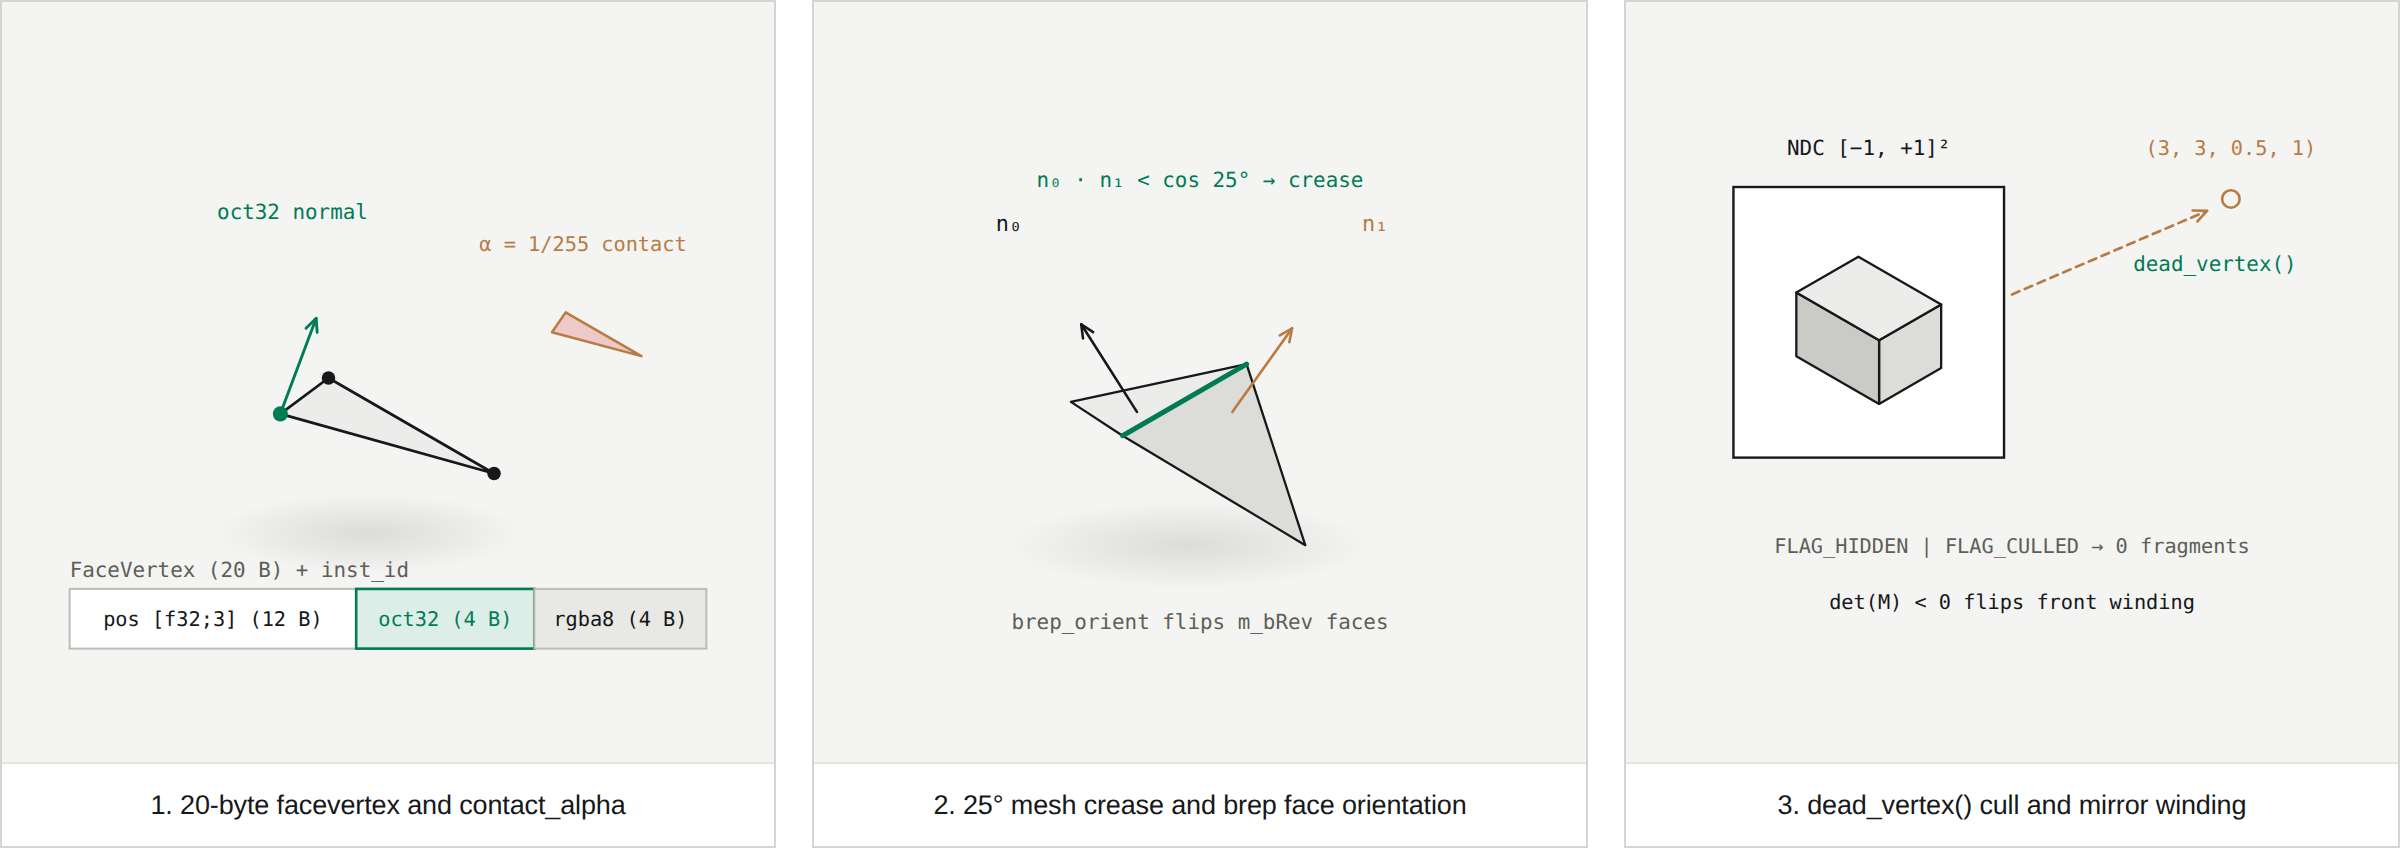 oct32 normal
α = 1/255 contact
FaceVertex (20 B) + inst_id
pos [f32;3] (12 B)
oct32 (4 B)
rgba8 (4 B)
1. 20-byte facevertex and contact_alpha
n₀ · n₁ < cos 25° → crease
n₀
n₁
brep_orient flips m_bRev faces
2. 25° mesh crease and brep face orientation
NDC [−1, +1]²
(3, 3, 0.5, 1)
dead_vertex()
FLAG_HIDDEN | FLAG_CULLED → 0 fragments
det(M) < 0 flips front winding
3. dead_vertex() cull and mirror winding